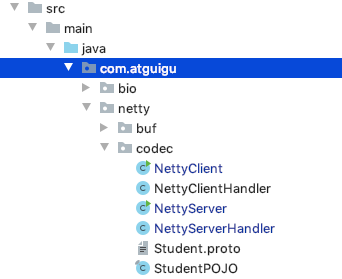 src
main
java
com.atguigu
bio
netty
buf
codec
NettyClient
NettyClientHandler
NettyServer
NettyServerHandler
Student.proto
StudentPOJO